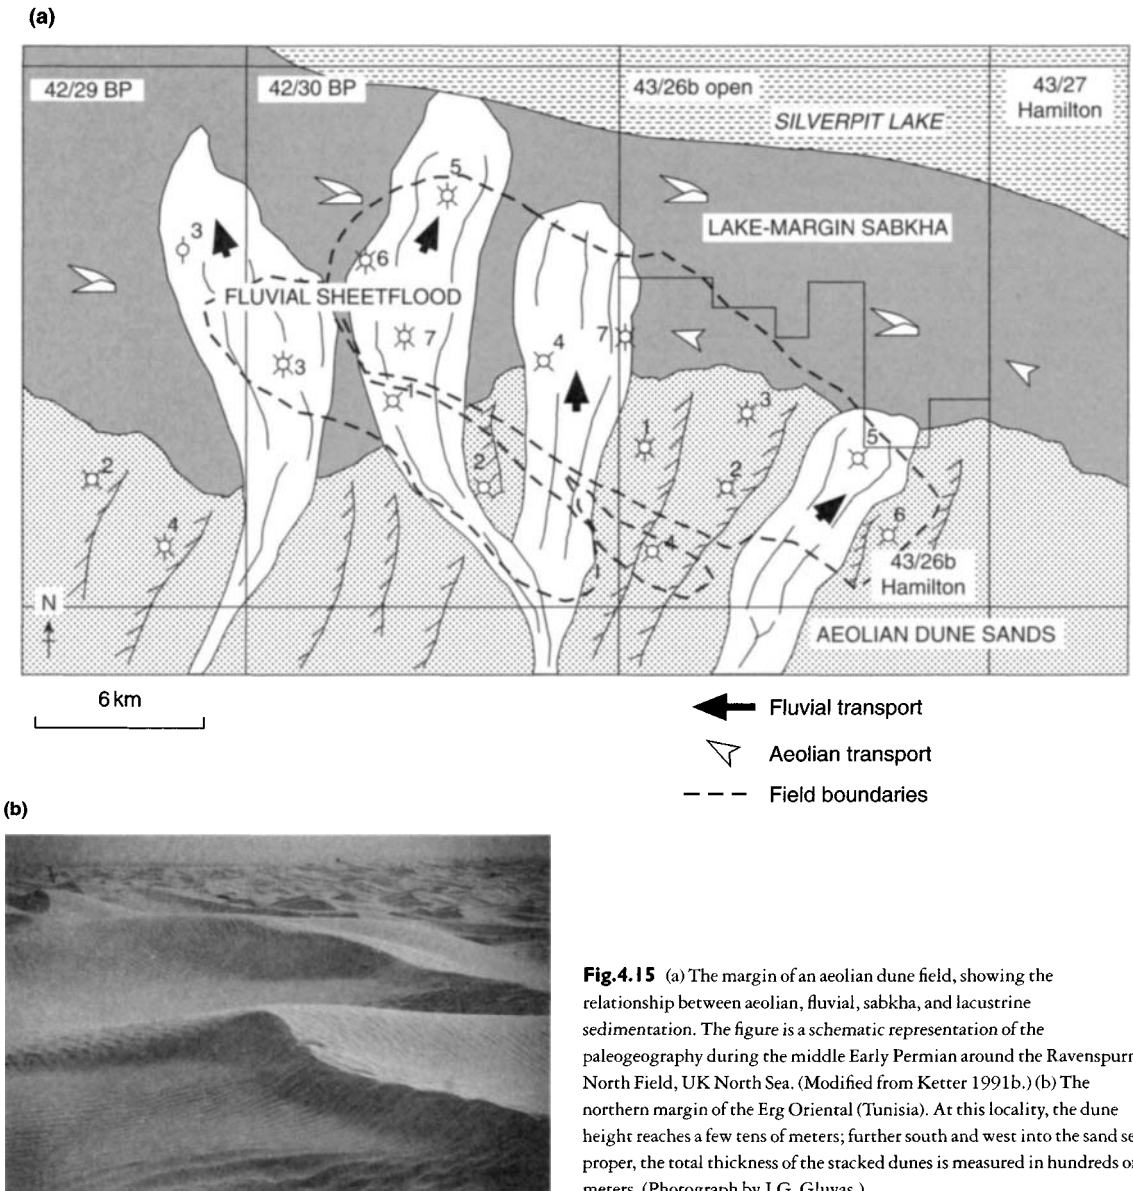 (a)
42/29 BP
42/30 BP
43/26b open
43/27
Hamilton
SILVERPIT LAKE
5
3
LAKE-MARGIN SABKHA
6
FLUVIAL SHEETFLOOD
7
7
4
3
1
3
1
5
2
2
2
4
4
6
43/26b
Hamilton
N
AEOLIAN DUNE SANDS
6 km
Fluvial transport
Aeolian transport
Field boundaries
(b)
Fig.4.15 (a) The margin of an aeolian dune field, showing the
relationship between aeolian, fluvial, sabkha, and lacustrine
sedimentation. The figure is a schematic representation of the
paleogeography during the middle Early Permian around the Ravenspurn
North Field, UK North Sea. (Modified from Ketter 1991b.) (b) The
northern margin of the Erg Oriental (Tunisia). At this locality, the dune
height reaches a few tens of meters; further south and west into the sand se
proper, the total thickness of the stacked dunes is measured in hundreds o
meters. (Photograph by J.G. Gluyas.)